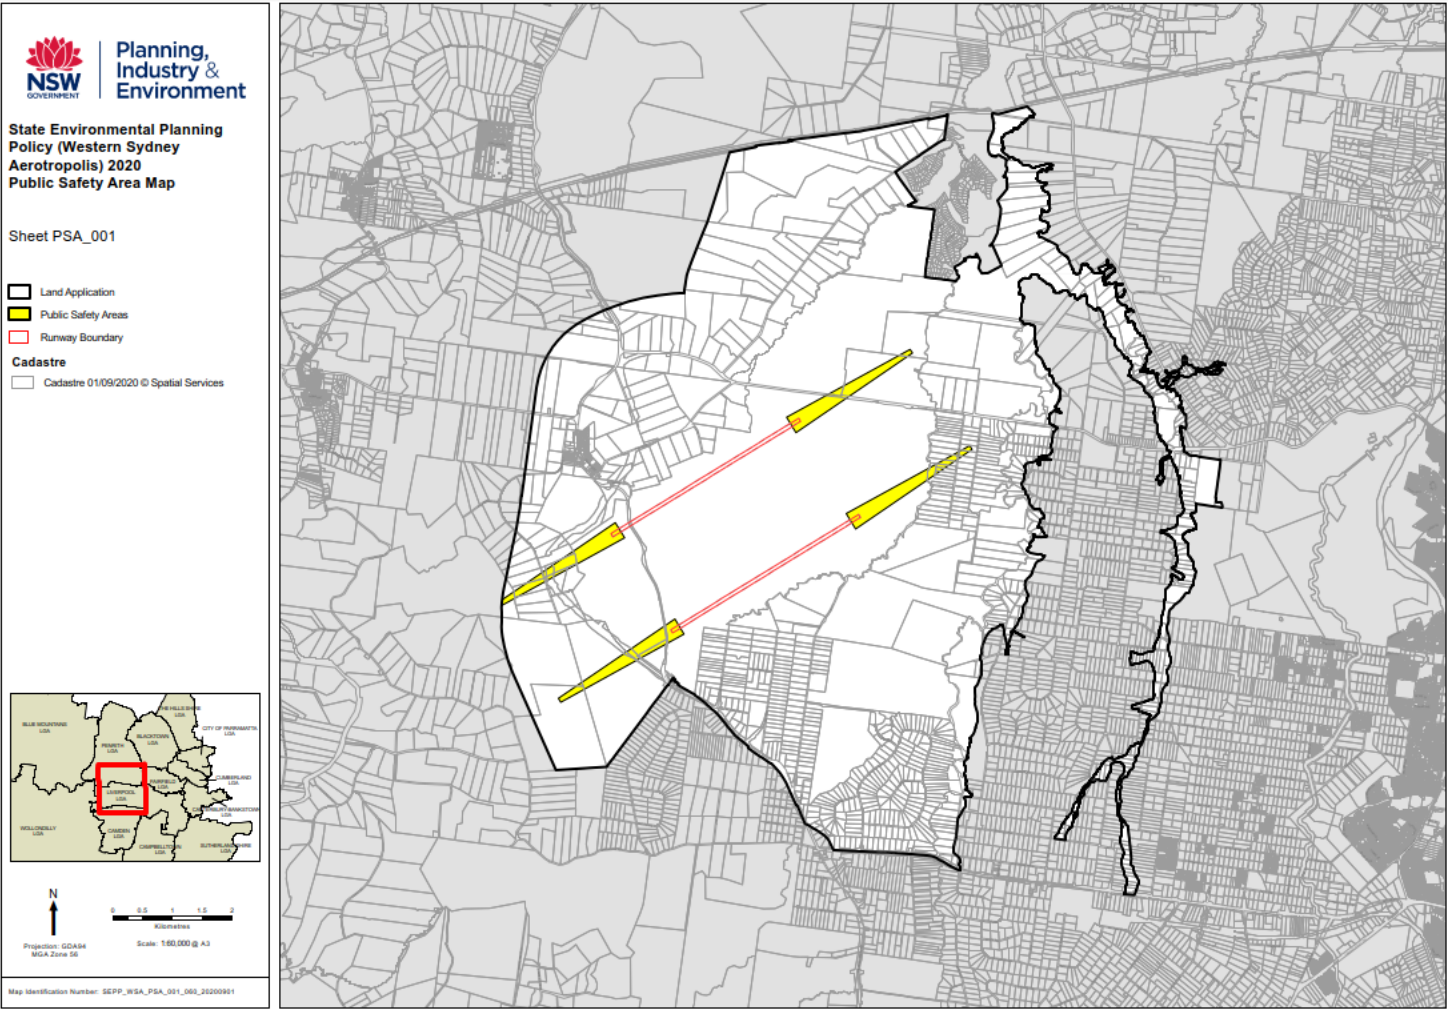 NSW
GOVERNMENT
Planning,
Industry &
Environment
State Environmental Planning
Policy (Western Sydney
Aerotropolis) 2020
Public Safety Area Map
Sheet PSA_001
Land Application
Public Safety Areas
Runway Boundary
Cadastre
Cadastre 01/09/2020 © Spatial Services
THE HILLS SHIRE
LGA
BLUE MOUNTAINS
LGA
CITY OF PARRAMATTA
LGA
BLACKTOWN
LGA
PENRITH
LGA
CUMBERLAND
LGA
FAIRFIELD
LGA
LIVERPOOL
LGA
CANTERBURY-BANKSTOWN
LGA
WOLLONDILLY
LGA
CAMDEN
LGA
CAMPBELLTOWN
LGA
SUTHERLAND SHIRE
LGA
N
0 0.5 1 1.5 2
Kilometres
Projection: GDA94
MGA Zone 56
Scale: 1:60,000 @ A3
Map Identification Number: SEPP_WSA_PSA_001_060_20200901